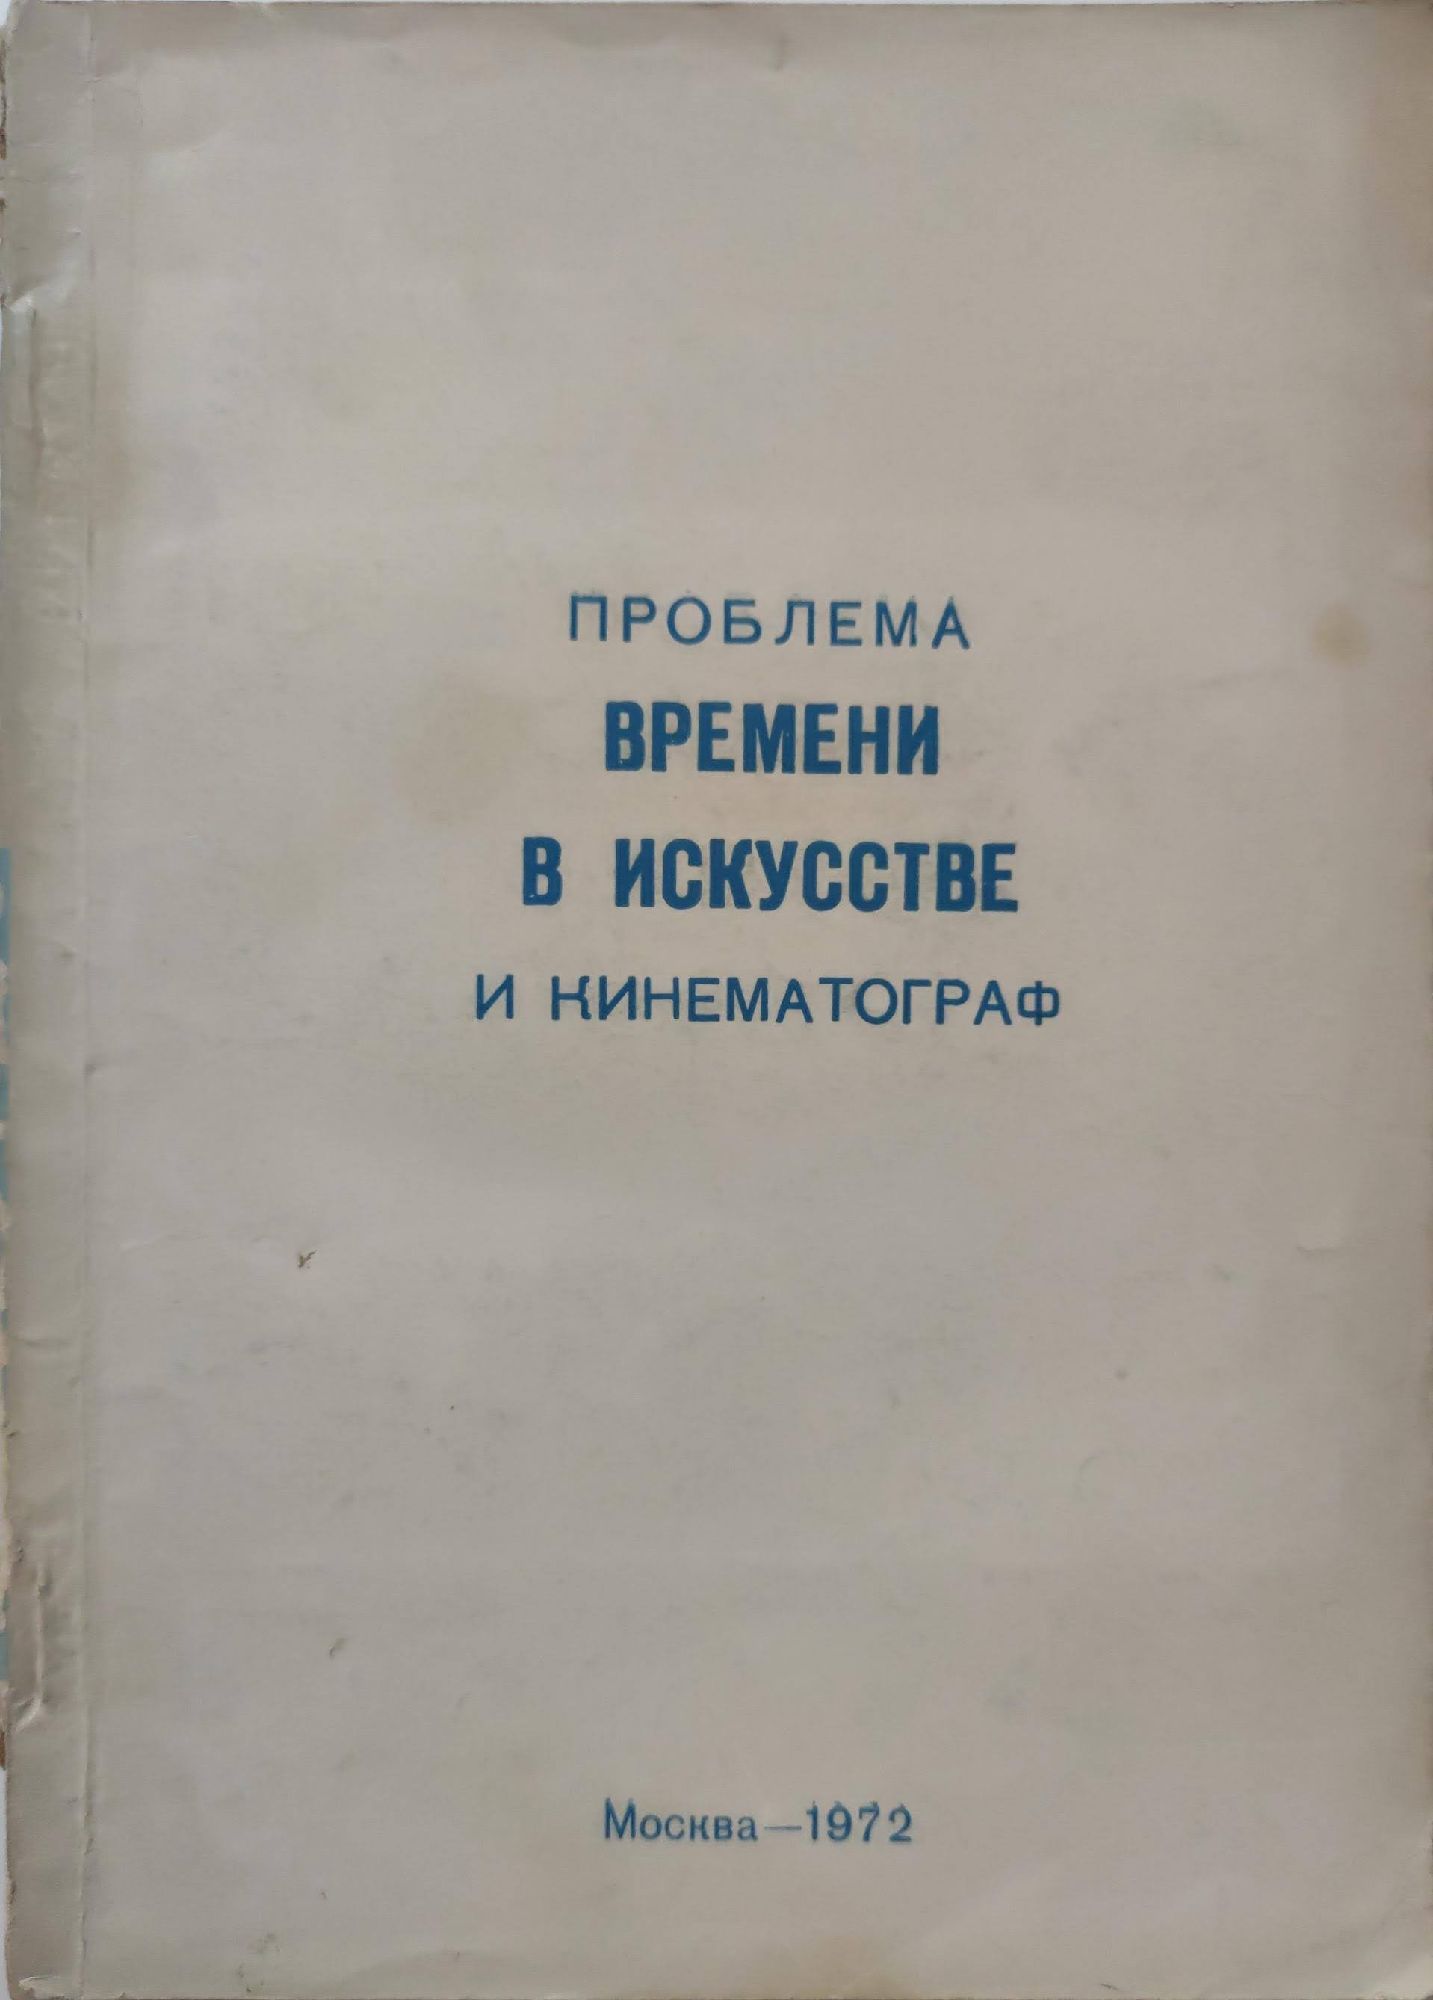 ПРОБЛЕМА
ВРЕМЕНИ
В ИСКУССТВЕ
И КИНЕМАТОГРАФ
Москва—1972